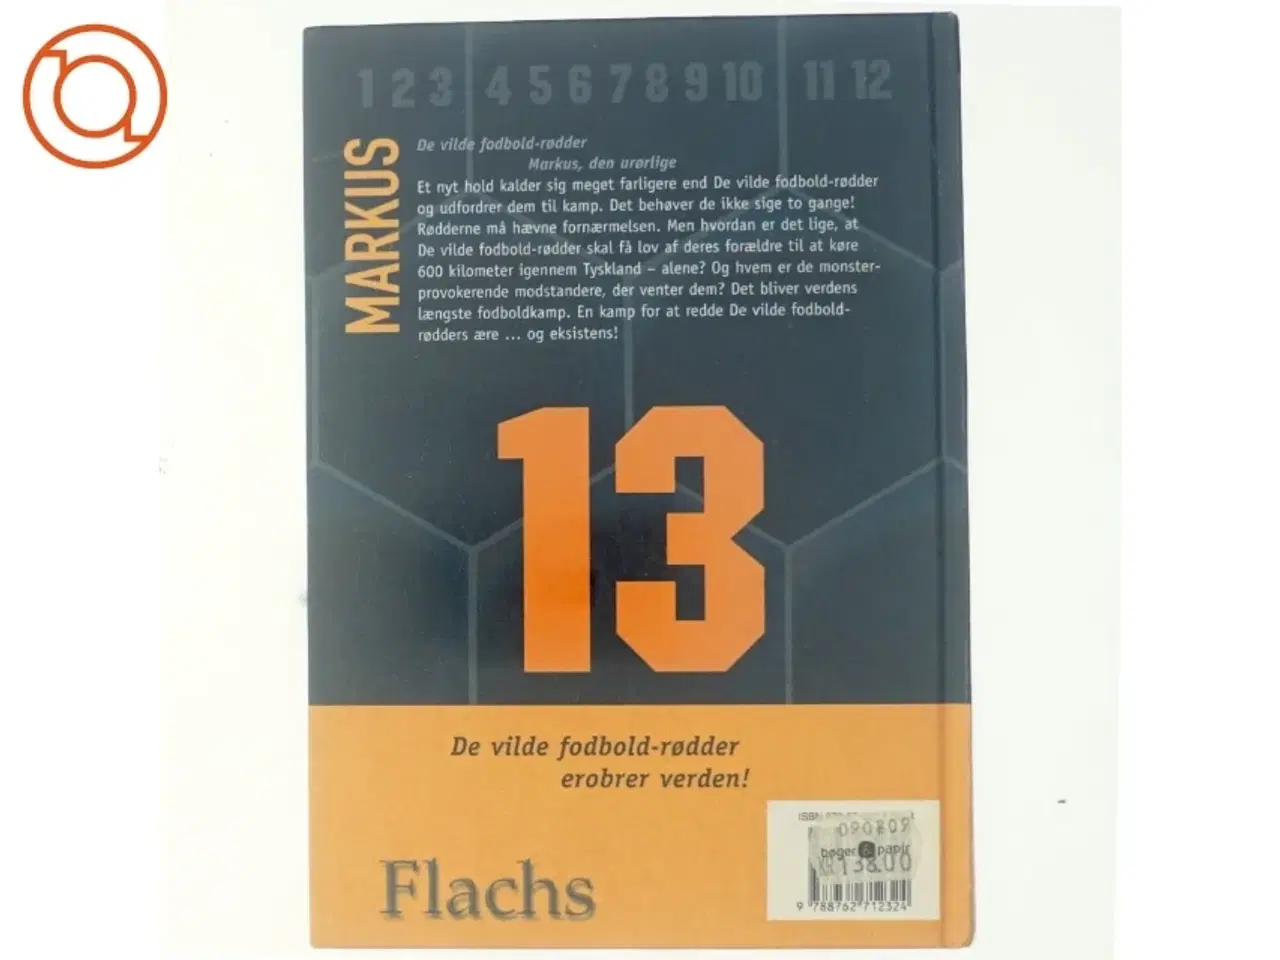 1 2 3 4 5 6 7 8 9 10 11 12
MARKUS
De vilde fodbold-rødder
Markus, den urørlige
Et nyt hold kalder sig meget farligere end De vilde fodbold-rødder
og udfordrer dem til kamp. Det behøver de ikke sige to gange!
Rødderne må hævne fornærmelsen. Men hvordan er det lige, at
De vilde fodbold-rødder skal få lov af deres forældre til at køre
600 kilometer igennem Tyskland – alene? Og hvem er de monster-
provokerende modstandere, der venter dem? Det bliver verdens
længste fodboldkamp. En kamp for at redde De vilde fodbold-
rødders ære ... og eksistens!
13
De vilde fodbold-rødder
erobrer verden!
Flachs
ISBN
090809
bøger & papir
9 788762 712324